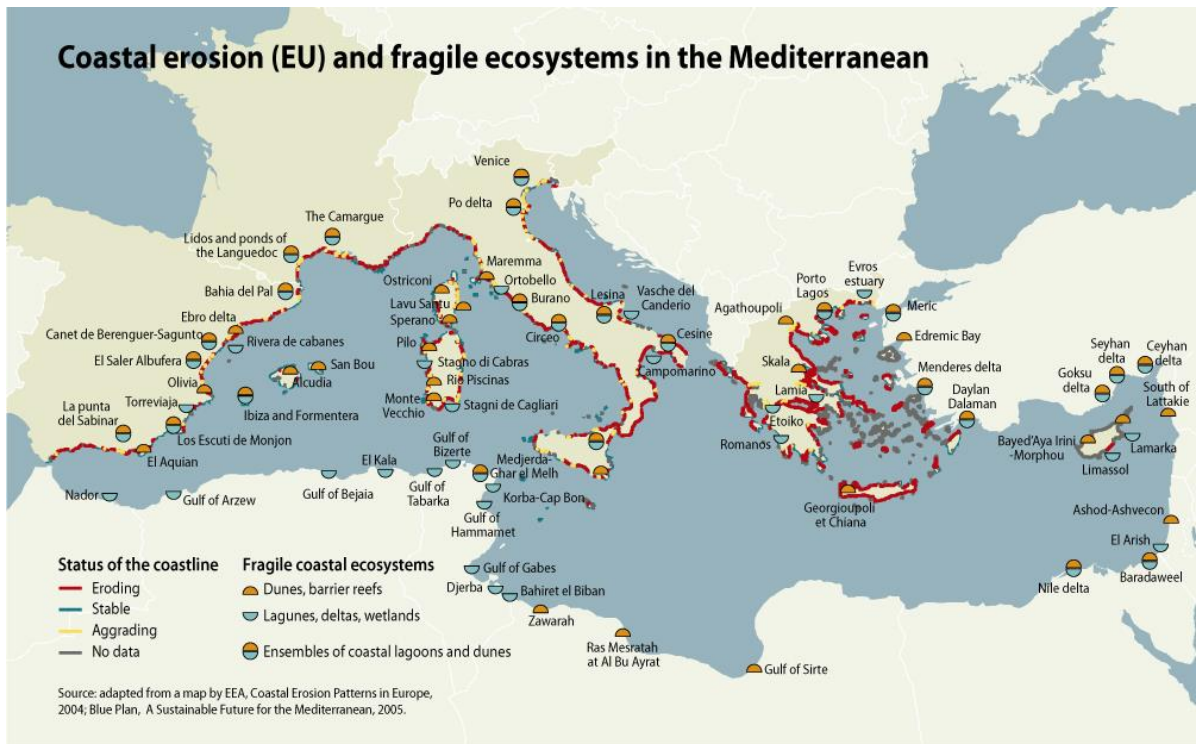 Coastal erosion (EU) and fragile ecosystems in the Mediterranean
Venice
Po delta
The Camargue
Lidos and ponds of
the Languedoc
Bahia del Pal
Ebro delta
Canet de Berenguer-Sagunto
Rivera de cabanes
El Saler Albufera
San Bou
Olivia
Alcudia
Torreviaja
Ibiza and Formentera
La punta
del Sabinar
Los Escuti de Monjon
El Aquian
Maremma
Ostriconi
Ortobello
Lavu Santu
Burano
Sperano
Circeo
Lesina
Vasche del
Canderio
Cesine
Campomarino
Pilo
Stagno di Cabras
Rio Piscinas
Monte
Vecchio
Stagni de Cagliari
Agathoupoli
Porto
Lagos
Evros
estuary
Meric
Edremic Bay
Skala
Lamia
Menderes delta
Etoiko
Romanos
Daylan
Dalaman
Seyhan
delta
Ceyhan
delta
Goksu
delta
South of
Lattakie
Bayed'Aya Irini
-Morphou
Lamarka
Limassol
Georgioupoli
et Chiana
Nador
Gulf of Arzew
Gulf of Bejaia
El Kala
Gulf of
Tabarka
Gulf of
Bizerte
Medjerda-
Ghar el Melh
Korba-Cap Bon
Gulf of
Hammamet
Gulf of Gabes
Djerba
Bahiret el Biban
Zawarah
Ras Mesratah
at Al Bu Ayrat
Gulf of Sirte
Ashod-Ashvecon
El Arish
Baradaweel
Nile delta
Status of the coastline
Eroding
Stable
Aggrading
No data
Fragile coastal ecosystems
Dunes, barrier reefs
Lagunes, deltas, wetlands
Ensembles of coastal lagoons and dunes
Source: adapted from a map by EEA, Coastal Erosion Patterns in Europe,
2004; Blue Plan, A Sustainable Future for the Mediterranean, 2005.